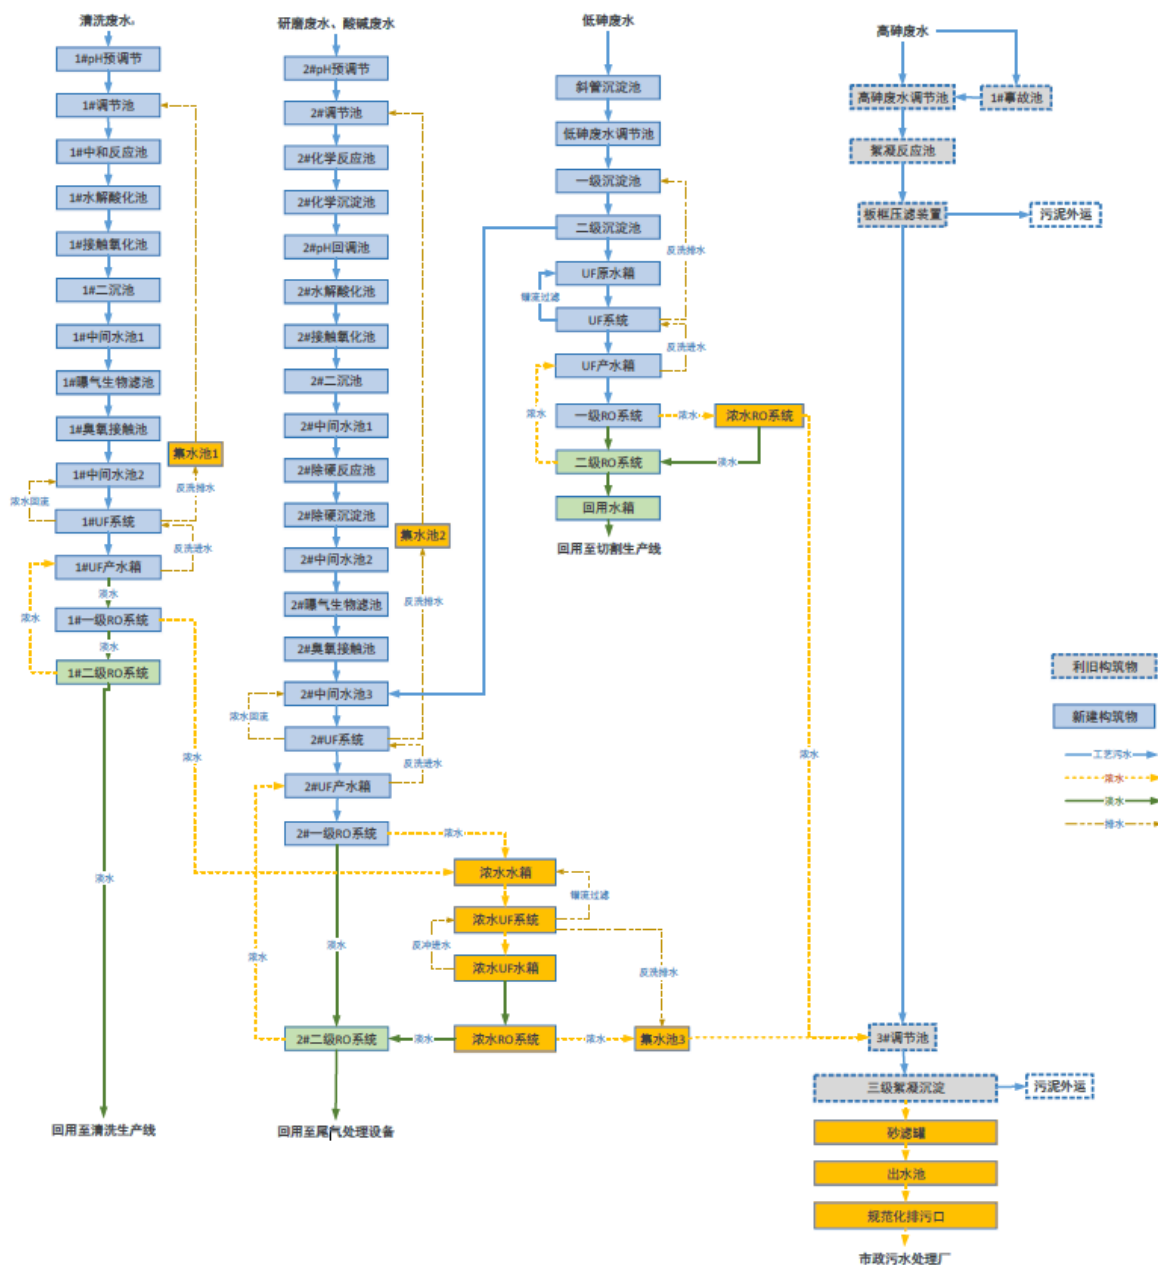 清洗废水
1#pH预调节
1#调节池
1#中和反应池
1#水解酸化池
1#接触氧化池
1#二沉池
1#中间水池1
1#曝气生物滤池
1#臭氧接触池
集水池1
1#中间水池2
浓水回流
反洗排水
1#UF系统
反洗进水
1#UF产水箱
淡水
浓水
1#一级RO系统
淡水
1#二级RO系统
浓水
淡水
回用至清洗生产线
研磨废水、酸碱废水
2#pH预调节
2#调节池
2#化学反应池
2#化学沉淀池
2#pH回调池
2#水解酸化池
2#接触氧化池
2#二沉池
2#中间水池1
2#除硬反应池
2#除硬沉淀池
集水池2
2#中间水池2
2#曝气生物滤池
反洗排水
2#臭氧接触池
2#中间水池3
浓水回流
2#UF系统
反洗进水
2#UF产水箱
2#一级RO系统
浓水
浓水水箱
错流过滤
浓水UF系统
反冲进水
浓水UF水箱
淡水
浓水
反洗排水
2#二级RO系统
淡水
浓水RO系统
浓水
集水池3
回用至尾气处理设备
低砷废水
斜管沉淀池
低砷废水调节池
一级沉淀池
二级沉淀池
反洗排水
UF原水箱
错流过滤
UF系统
反洗进水
UF产水箱
浓水
一级RO系统
浓水
浓水RO系统
二级RO系统
淡水
回用水箱
回用至切割生产线
浓水
高砷废水
高砷废水调节池
1#事故池
絮凝反应池
板框压滤装置
污泥外运
3#调节池
三级絮凝沉淀
污泥外运
砂滤罐
出水池
规范化排污口
市政污水处理厂
利旧构筑物
新建构筑物
工艺污水
浓水
淡水
排水